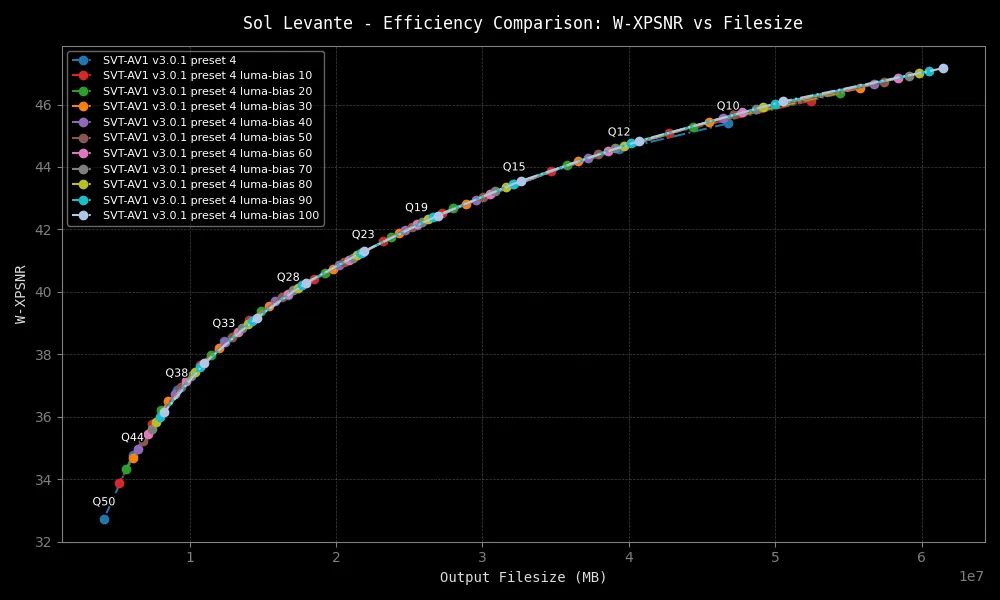 Sol Levante - Efficiency Comparison: W-XPSNR vs Filesize
SVT-AV1 v3.0.1 preset 4
SVT-AV1 v3.0.1 preset 4 luma-bias 10
SVT-AV1 v3.0.1 preset 4 luma-bias 20
SVT-AV1 v3.0.1 preset 4 luma-bias 30
SVT-AV1 v3.0.1 preset 4 luma-bias 40
SVT-AV1 v3.0.1 preset 4 luma-bias 50
SVT-AV1 v3.0.1 preset 4 luma-bias 60
SVT-AV1 v3.0.1 preset 4 luma-bias 70
SVT-AV1 v3.0.1 preset 4 luma-bias 80
SVT-AV1 v3.0.1 preset 4 luma-bias 90
SVT-AV1 v3.0.1 preset 4 luma-bias 100
W-XPSNR
46
44
42
40
38
36
34
32
Q10
Q12
Q15
Q19
Q23
Q28
Q33
Q38
Q44
Q50
1
2
3
4
5
6
1e7
Output Filesize (MB)